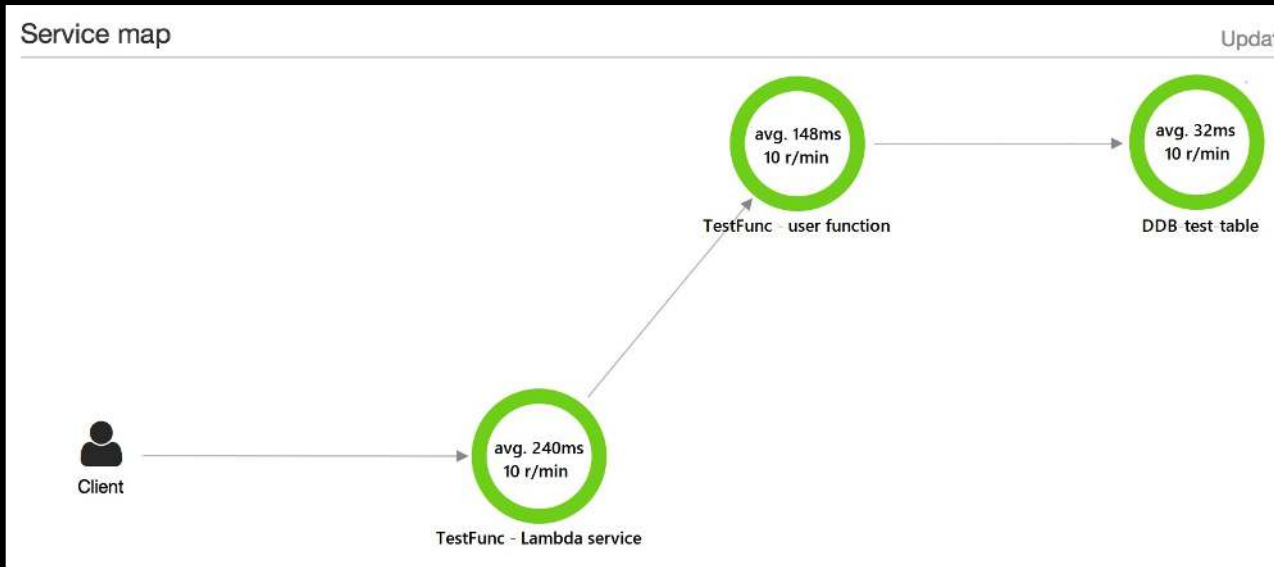 Service map
avg. 148ms
10 r/min
TestFunc - user function
avg. 32ms
10 r/min
DDB-test-table
avg. 240ms
10 r/min
TestFunc - Lambda service
Client